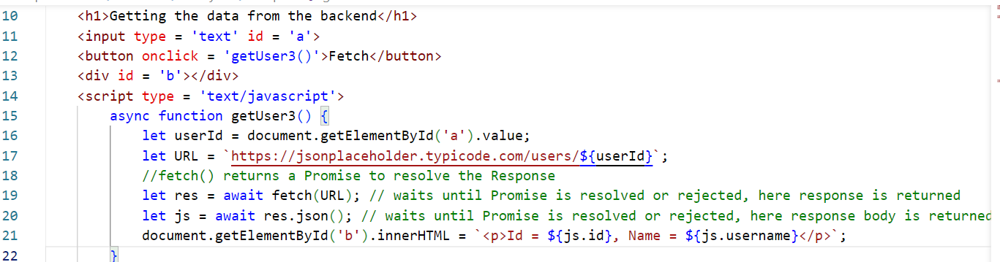 10 <h1>Getting the data from the backend</h1>
11 <input type = 'text' id = 'a'>
12 <button onclick = 'getUser3()'>Fetch</button>
13 <div id = 'b'></div>
14 <script type = 'text/javascript'>
15 async function getUser3() {
16 let userId = document.getElementById('a').value;
17 let URL = `https://jsonplaceholder.typicode.com/users/${userId}`;
18 //fetch() returns a Promise to resolve the Response
19 let res = await fetch(URL); // waits until Promise is resolved or rejected, here response is returned
20 let js = await res.json(); // waits until Promise is resolved or rejected, here response body is returned
21 document.getElementById('b').innerHTML = `<p>Id = ${js.id}, Name = ${js.username}</p>`;
22 }